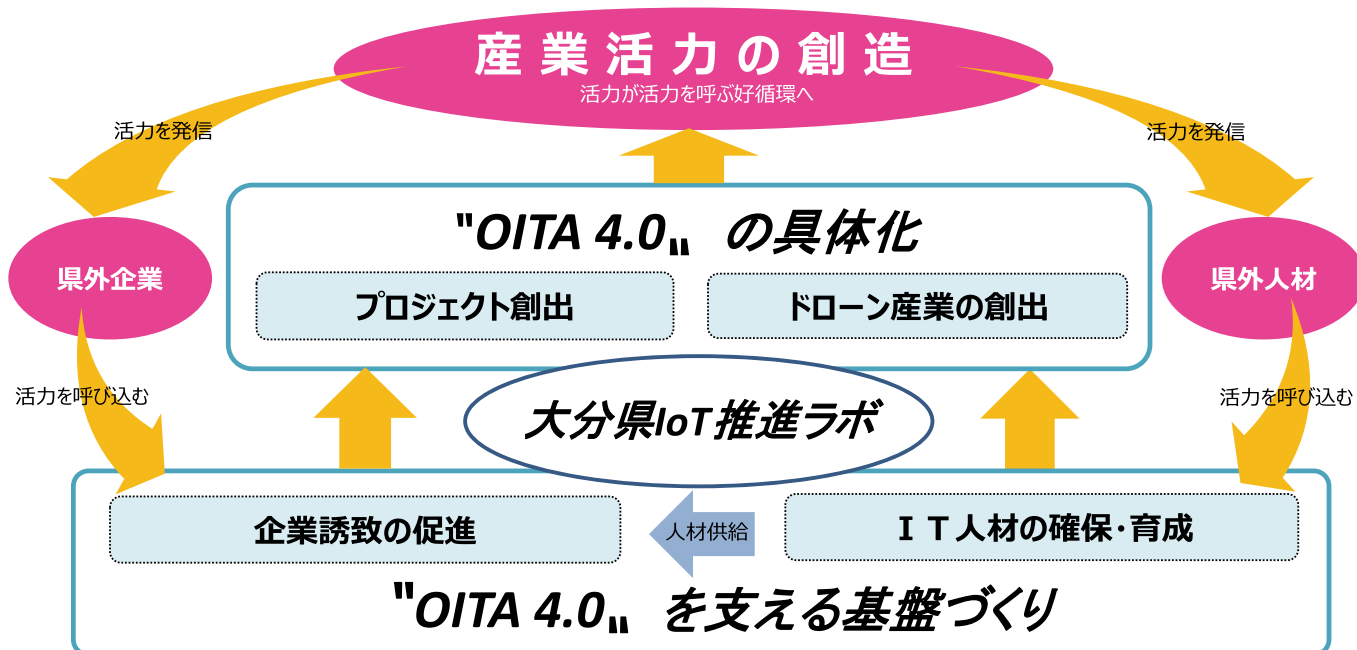 産業活力の創造
活力が活力を呼ぶ好循環へ
活力を発信
活力を発信
県外企業
県外人材
〝OITA 4.0〟の具体化
プロジェクト創出
ドローン産業の創出
活力を呼び込む
活力を呼び込む
大分県IoT推進ラボ
企業誘致の促進
人材供給
ＩＴ人材の確保・育成
〝OITA 4.0〟を支える基盤づくり